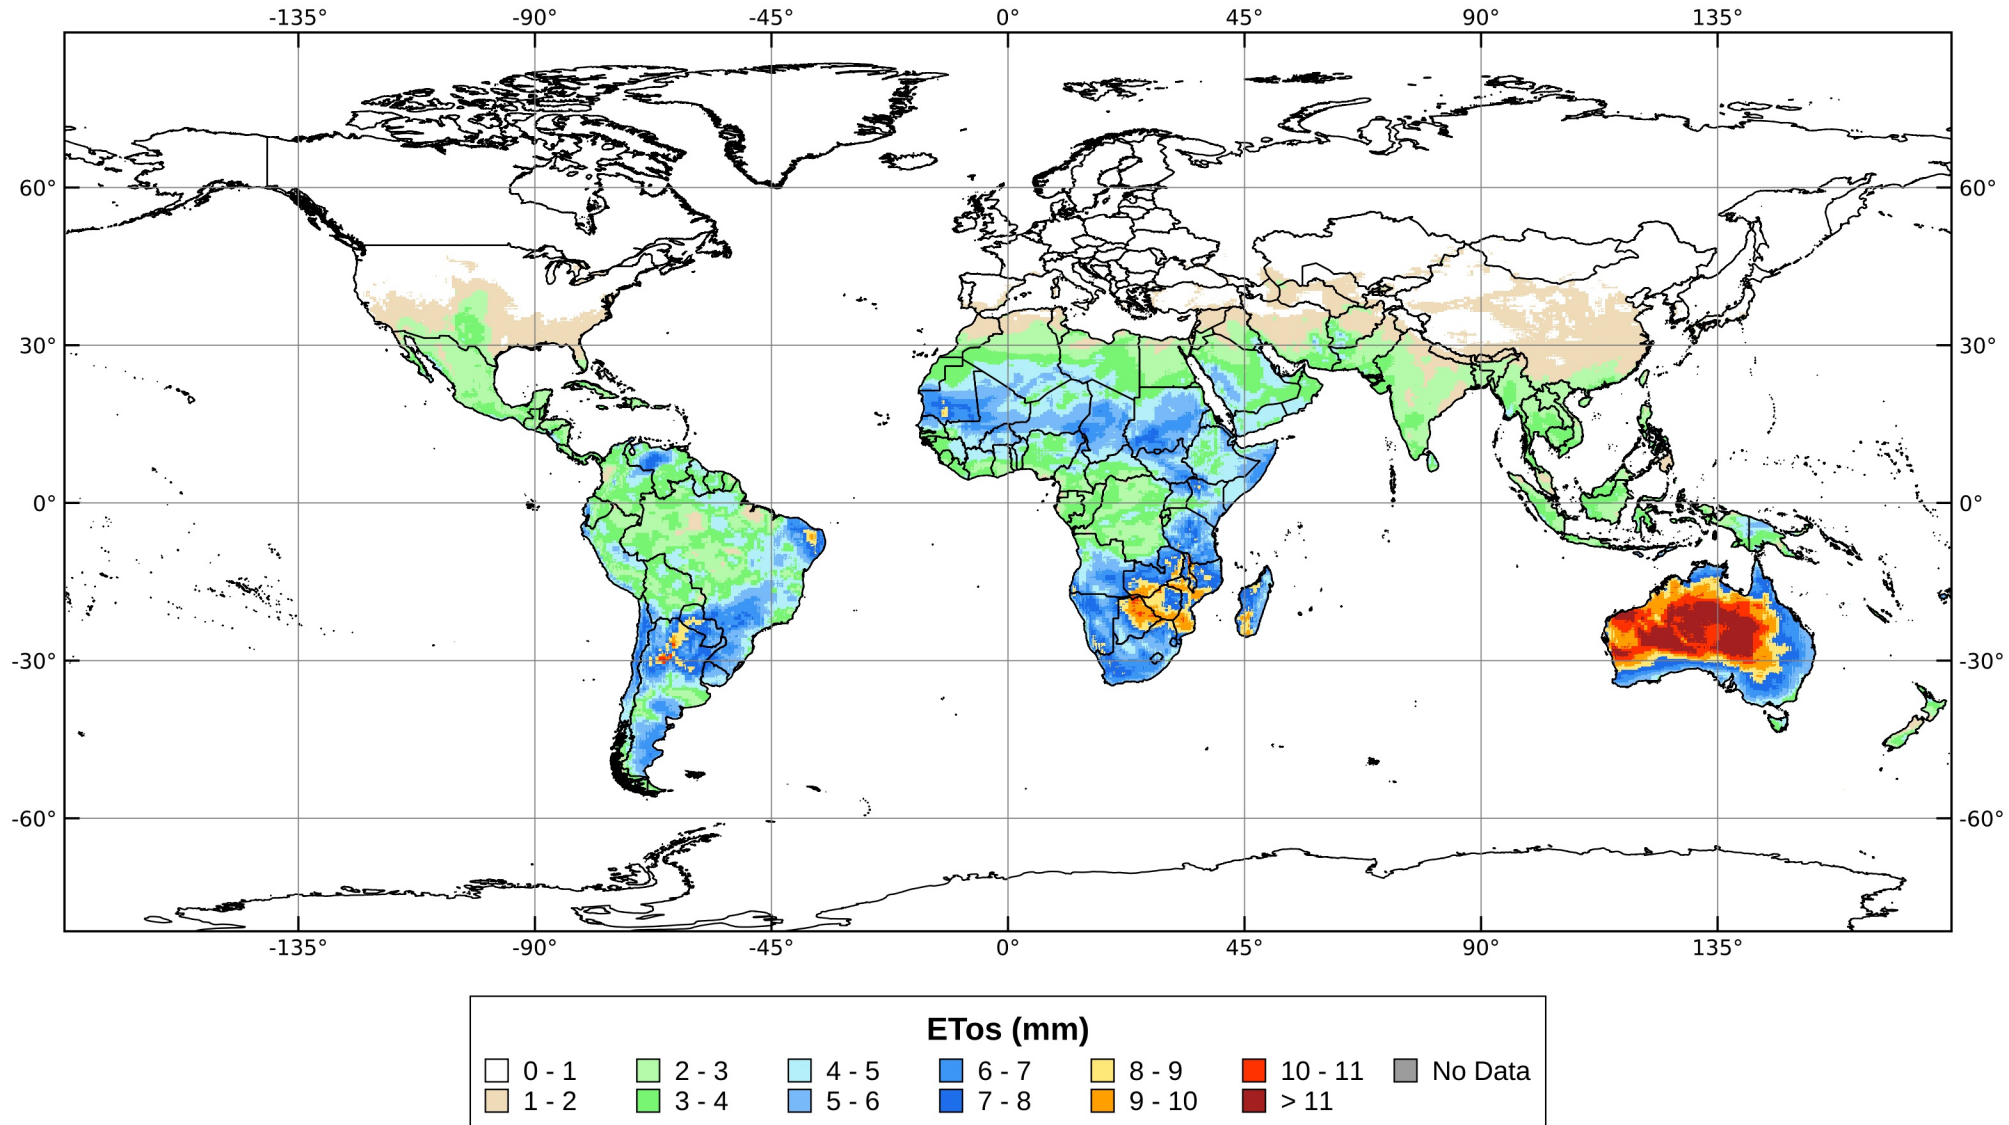 -135° -90° -45° 0° 45° 90° 135°
60° 60°
30° 30°
0° 0°
-30° -30°
-60° -60°
-135° -90° -45° 0° 45° 90° 135°
ETos (mm)
0 - 1 2 - 3 4 - 5 6 - 7 8 - 9 10 - 11 No Data
1 - 2 3 - 4 5 - 6 7 - 8 9 - 10 > 11